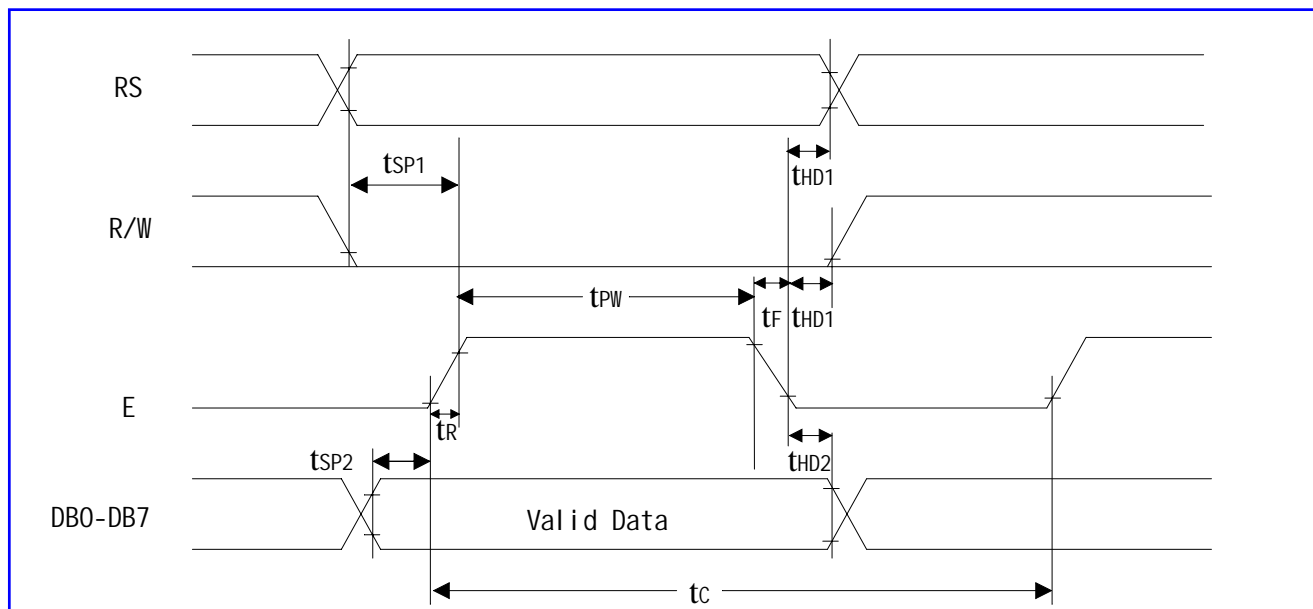 RS
tSP1
tHD1
R/W
tPW
tF
tHD1
E
tR
tSP2
tHD2
DB0-DB7
Valid Data
tC